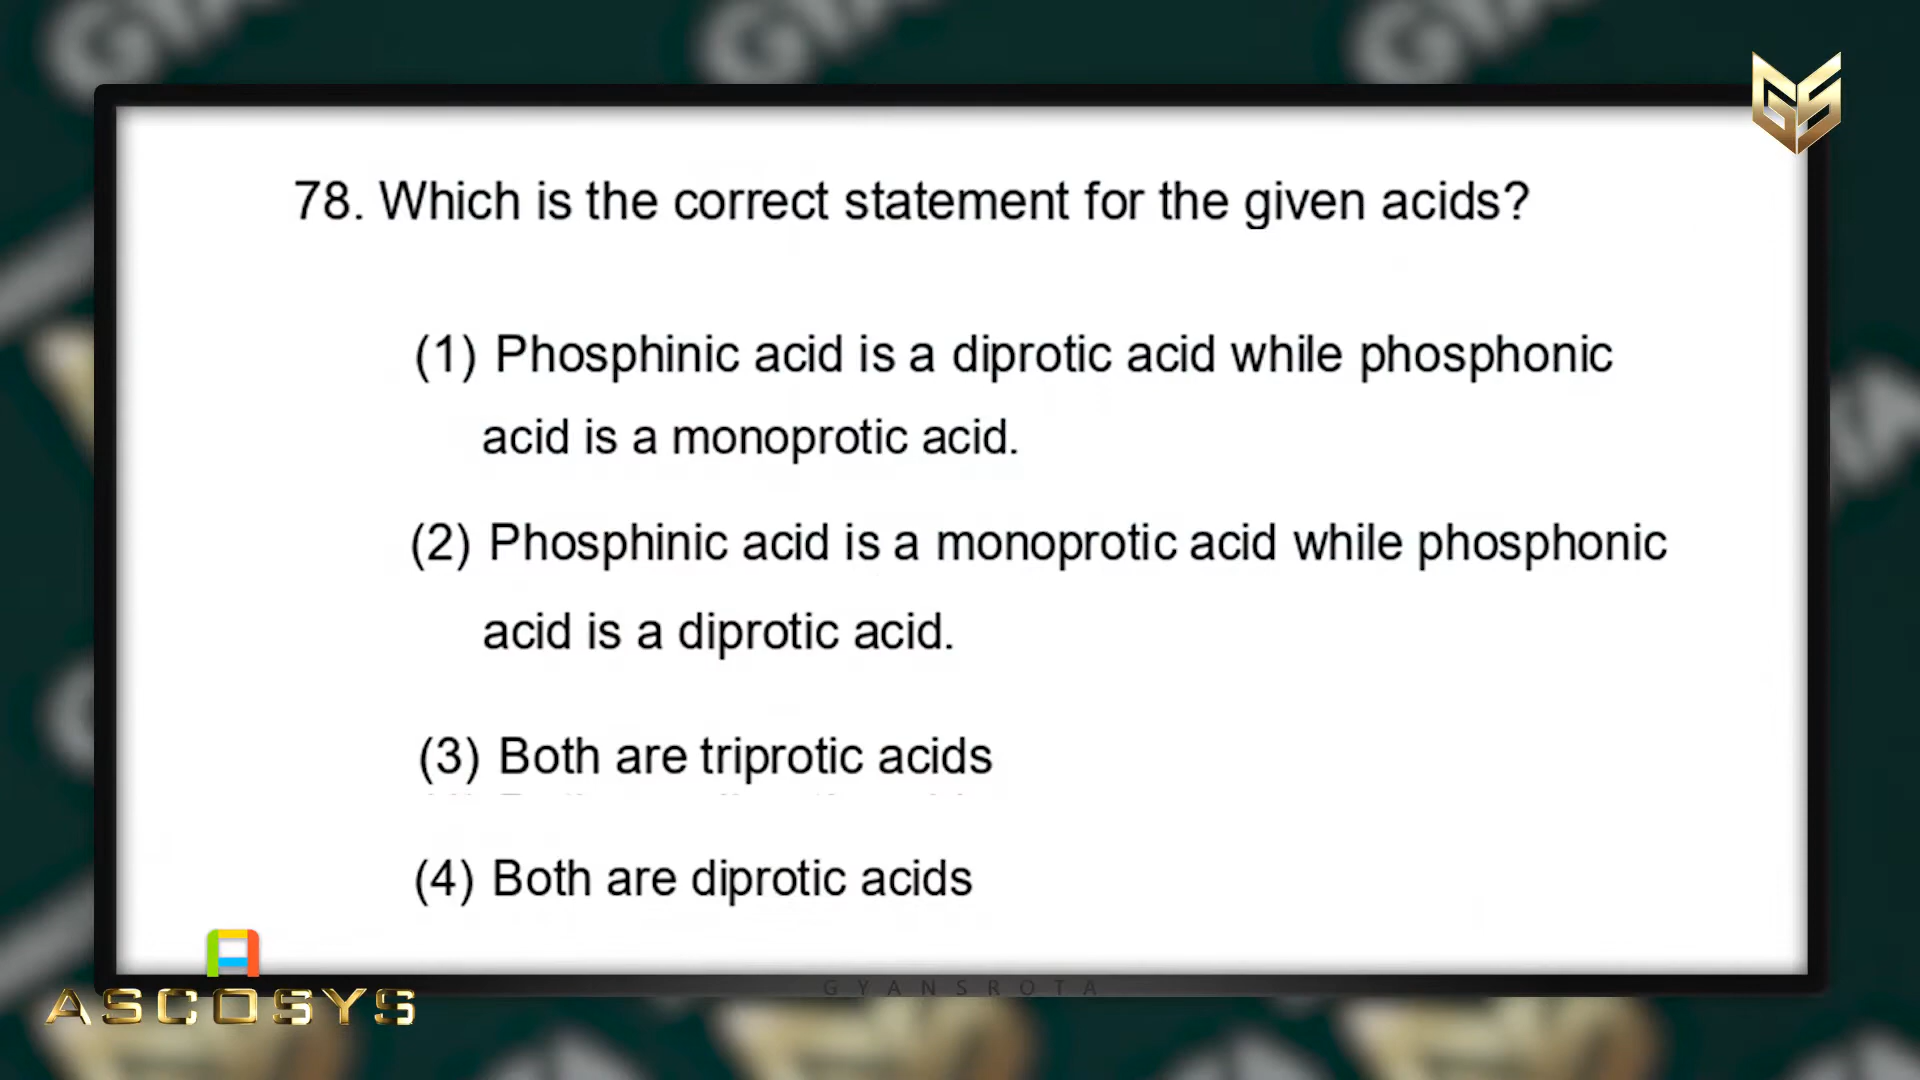 78. Which is the correct statement for the given acids?
(1) Phosphinic acid is a diprotic acid while phosphonic
acid is a monoprotic acid.
(2) Phosphinic acid is a monoprotic acid while phosphonic
acid is a diprotic acid.
(3) Both are triprotic acids
(4) Both are diprotic acids
GYANSROTA
ASCOSYS